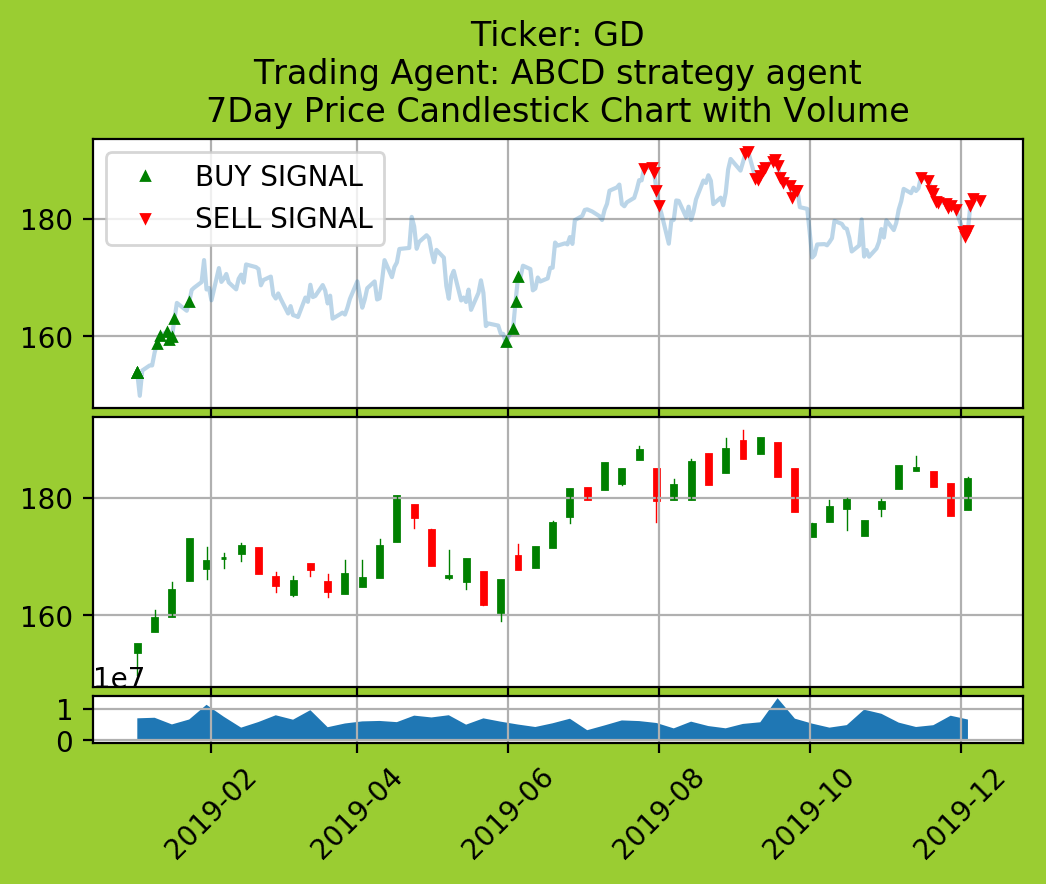 Ticker: GD
Trading Agent: ABCD strategy agent
7Day Price Candlestick Chart with Volume
BUY SIGNAL
SELL SIGNAL
180
160
180
160
1e7
1
0
2019-02
2019-04
2019-06
2019-08
2019-10
2019-12